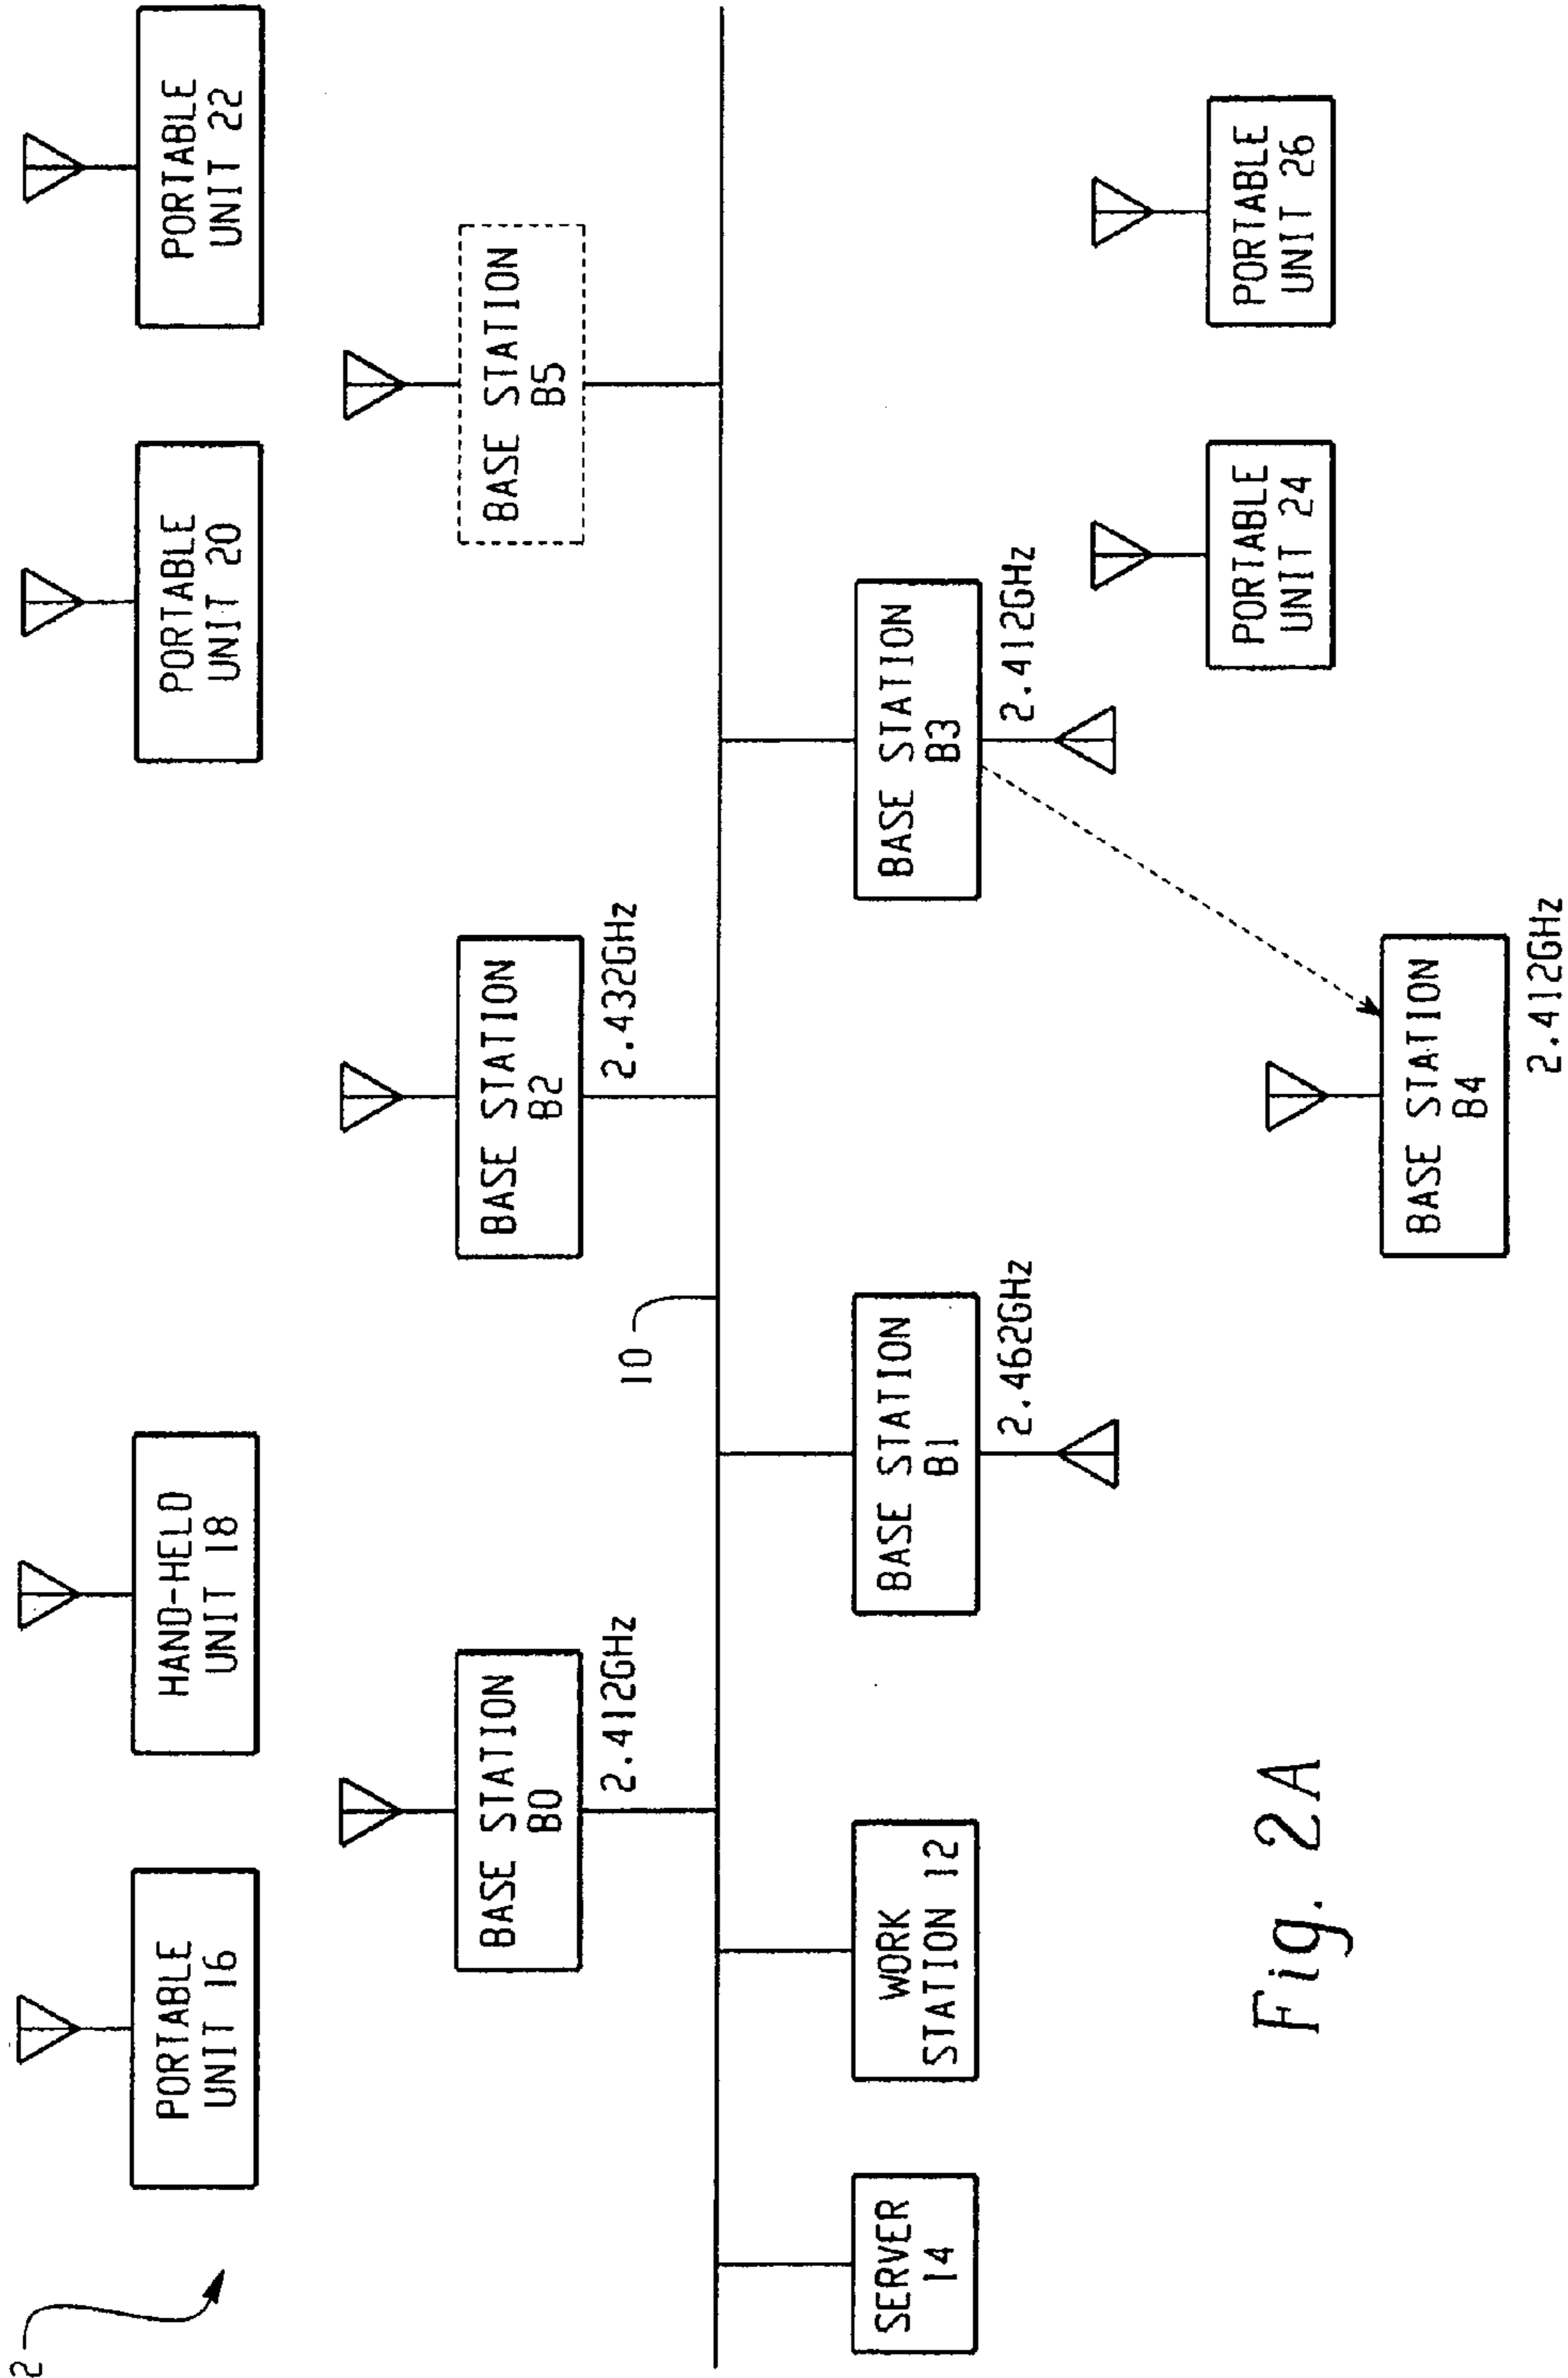 2
PORTABLE
UNIT 16
HAND-HELD
UNIT 18
PORTABLE
UNIT 20
PORTABLE
UNIT 22
BASE STATION
B0
2.412GHz
BASE STATION
B2
2.432GHz
BASE STATION
B5
10
SERVER
14
WORK
STATION 12
BASE STATION
B1
2.462GHz
BASE STATION
B3
2.412GHz
PORTABLE
UNIT 24
PORTABLE
UNIT 26
BASE STATION
B4
2.412GHz
Fig. 2A